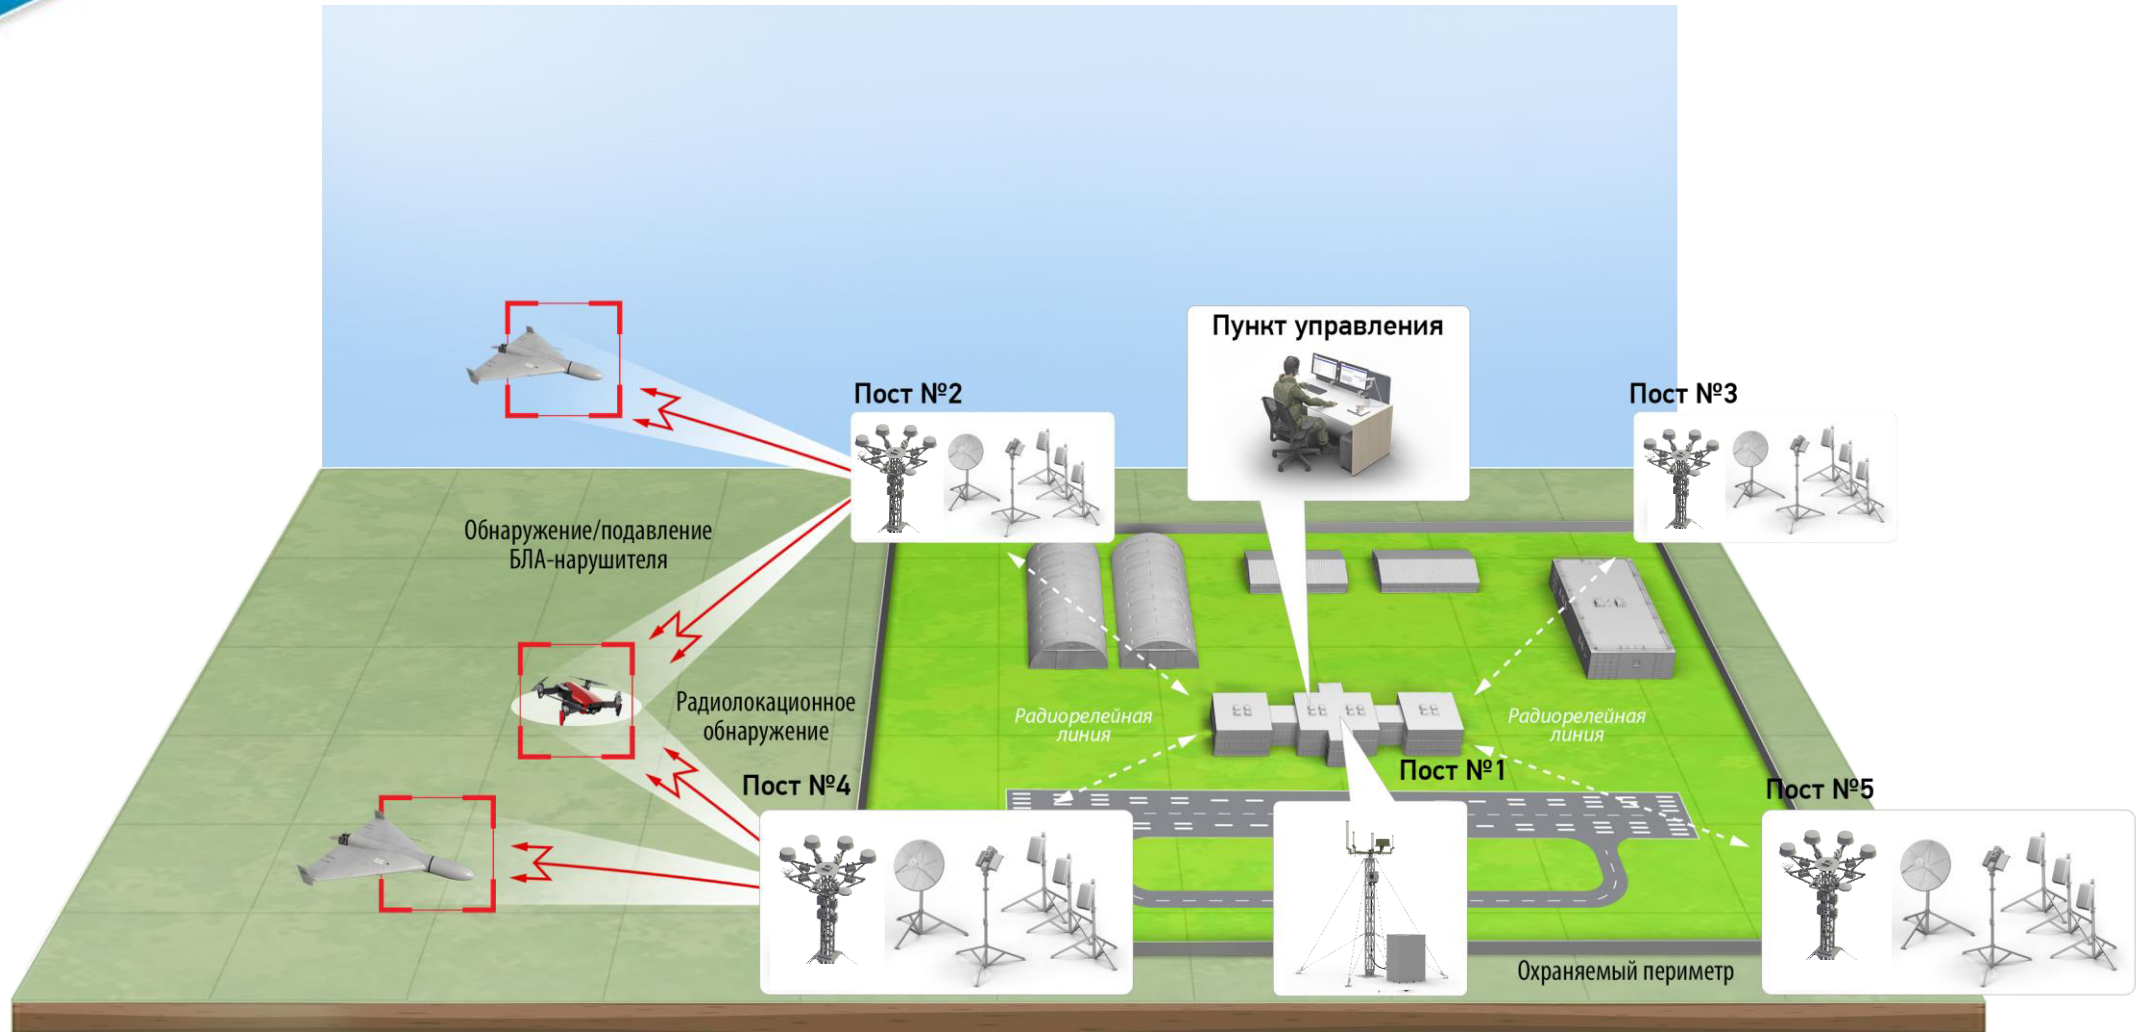 Пункт управления
Пост №2
Пост №3
Обнаружение/подавление
БЛА-нарушителя
Радиолокационное
обнаружение
Радиорелейная
линия
Радиорелейная
линия
Пост №4
Пост №1
Пост №5
Охраняемый периметр